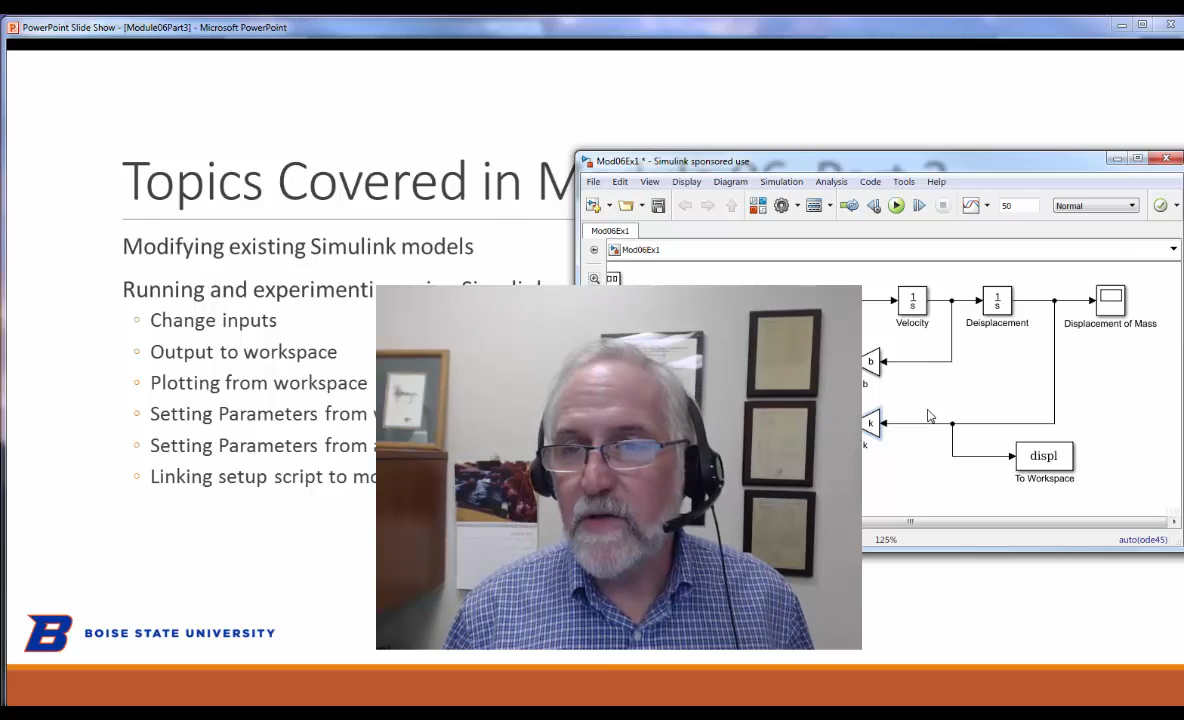 PowerPoint Slide Show - [Module06Part3] - Microsoft PowerPoint
Topics Covered in M
Modifying existing Simulink models
Running and experimenti
Change inputs
Output to workspace
Plotting from workspace
Setting Parameters from
Setting Parameters from
Linking setup script to mo
BOISE STATE UNIVERSITY
Mod06Ex1 * - Simulink sponsored use
File Edit View Display Diagram Simulation Analysis Code Tools Help
50 Normal
Mod06Ex1
Mod06Ex1
1 s
Velocity
1 s
Deisplacement
Displacement of Mass
b
b
k
k
displ
To Workspace
125% auto(ode45)